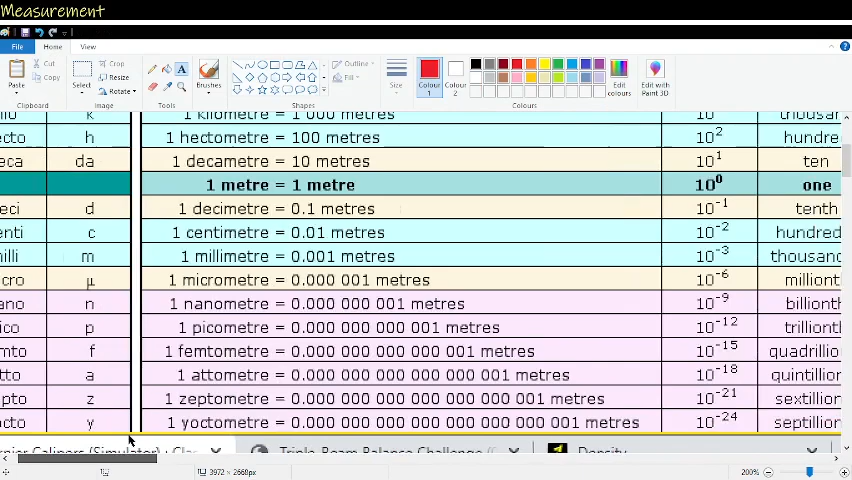 Measurement
File Home View
Cut
Copy
Paste
Clipboard
Select
Crop
Resize
Rotate
Image
A
Tools
Brushes
Outline
Fill
Shapes
Size
Colour 1
Colour 2
Edit colours
Edit with Paint 3D
Colours
k 1 kilometre = 1 000 metres
ecto h 1 hectometre = 100 metres 10² hundre
eca da 1 decametre = 10 metres 10¹ ten
1 metre = 1 metre 10⁰ one
eci d 1 decimetre = 0.1 metres 10⁻¹ tenth
enti c 1 centimetre = 0.01 metres 10⁻² hundred
illi m 1 millimetre = 0.001 metres 10⁻³ thousan
cro μ 1 micrometre = 0.000 001 metres 10⁻⁶ millionth
ano n 1 nanometre = 0.000 000 001 metres 10⁻⁹ billionth
ico p 1 picometre = 0.000 000 000 001 metres 10⁻¹² trillionth
mto f 1 femtometre = 0.000 000 000 000 001 metres 10⁻¹⁵ quadrillion
tto a 1 attometre = 0.000 000 000 000 000 001 metres 10⁻¹⁸ quintillion
pto z 1 zeptometre = 0.000 000 000 000 000 000 001 metres 10⁻²¹ sextillion
octo y 1 yoctometre = 0.000 000 000 000 000 000 000 001 metres 10⁻²⁴ septillion
rnier Calipers (Simulator) : Cla Triple-Beam Balance Challenge Density
3972 × 2668px 200%